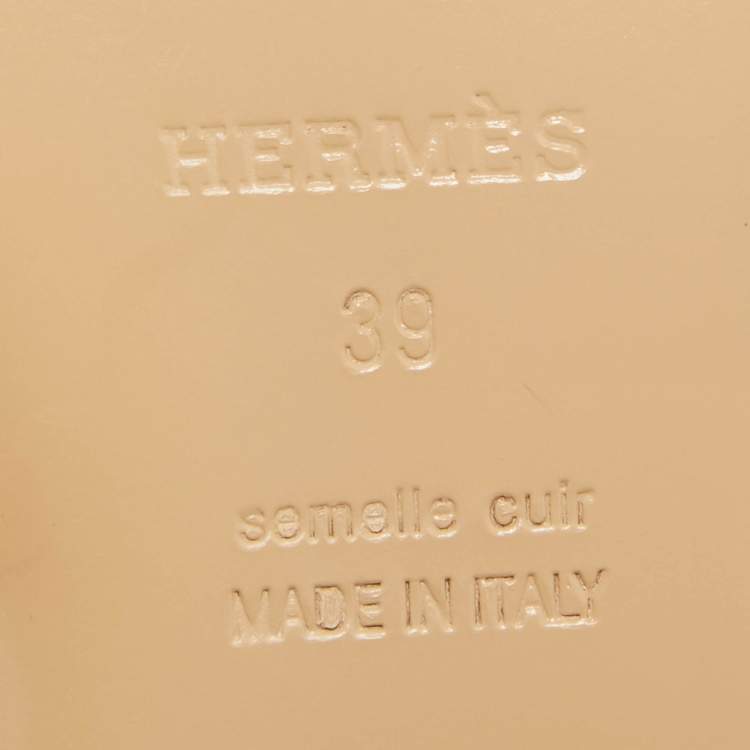 HERMÈS
39
semelle cuir
MADE IN ITALY